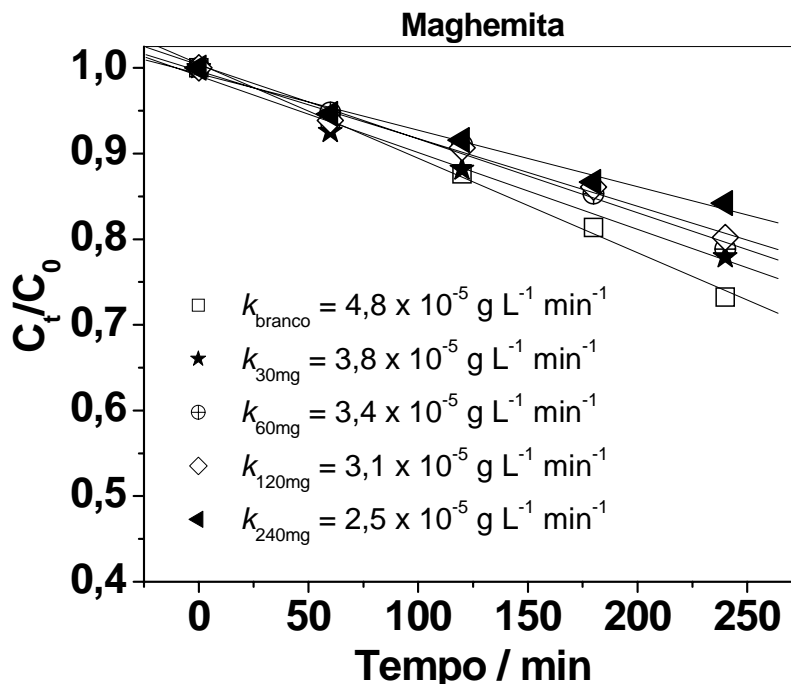 Maghemita
1,0
0,9
0,8
0,7
0,6
0,5
0,4
C_t/C_0
k_branco = 4,8 x 10^-5 g L^-1 min^-1
k_30mg = 3,8 x 10^-5 g L^-1 min^-1
k_60mg = 3,4 x 10^-5 g L^-1 min^-1
k_120mg = 3,1 x 10^-5 g L^-1 min^-1
k_240mg = 2,5 x 10^-5 g L^-1 min^-1
0 50 100 150 200 250
Tempo / min